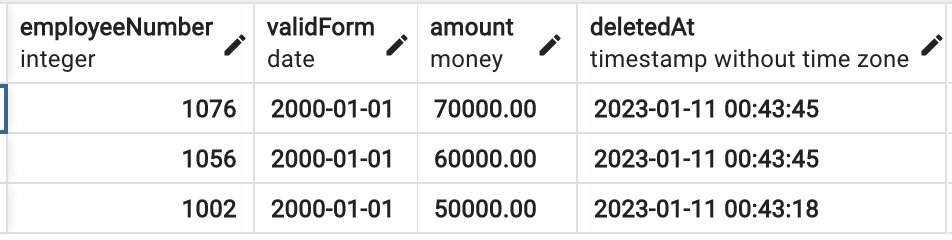 employeeNumber validForm amount deletedAt
integer date money timestamp without time zone
1076 2000-01-01 70000.00 2023-01-11 00:43:45
1056 2000-01-01 60000.00 2023-01-11 00:43:45
1002 2000-01-01 50000.00 2023-01-11 00:43:18